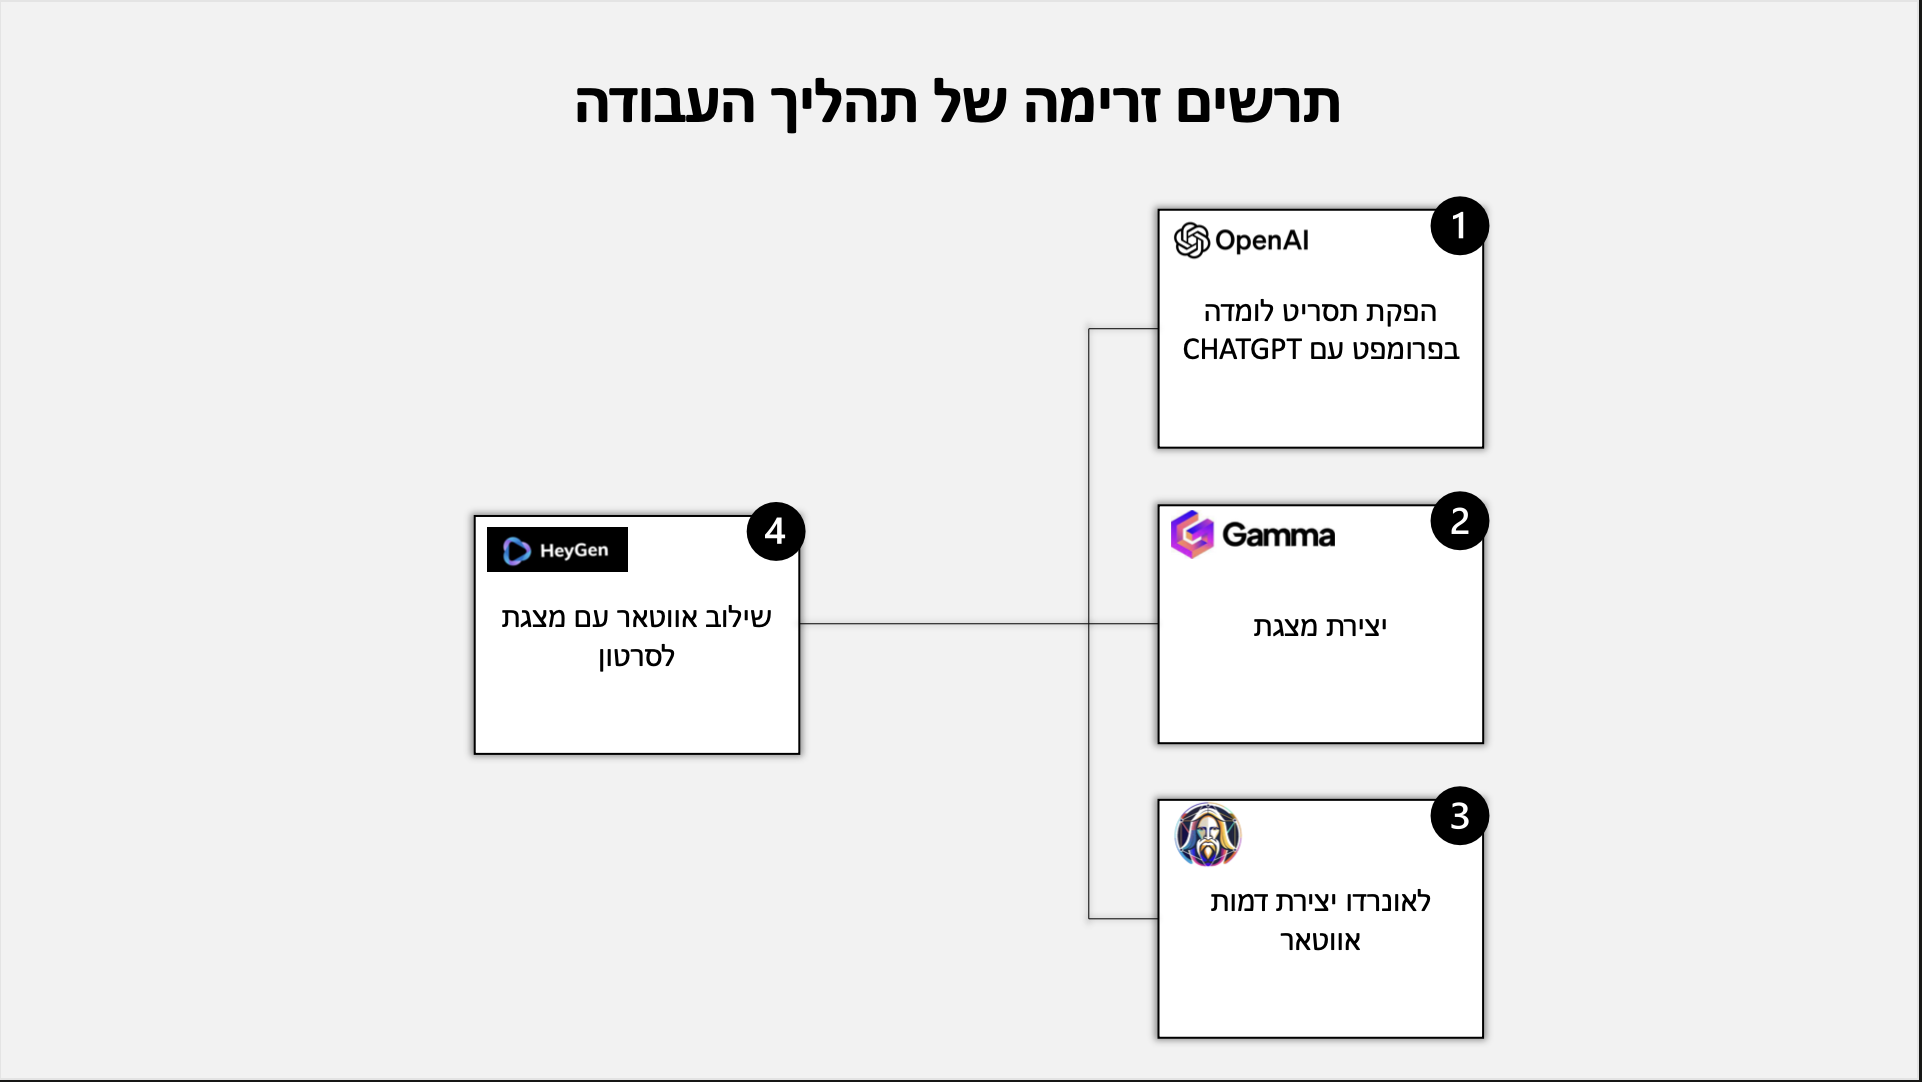 תרשים זרימה של תהליך העבודה
1
OpenAI
הפקת תסריט לומדה
בפרומפט עם CHATGPT
2
Gamma
יצירת מצגת
3
לאונרדו יצירת דמות
אווטאר
4
HeyGen
שילוב אווטאר עם מצגת
לסרטון